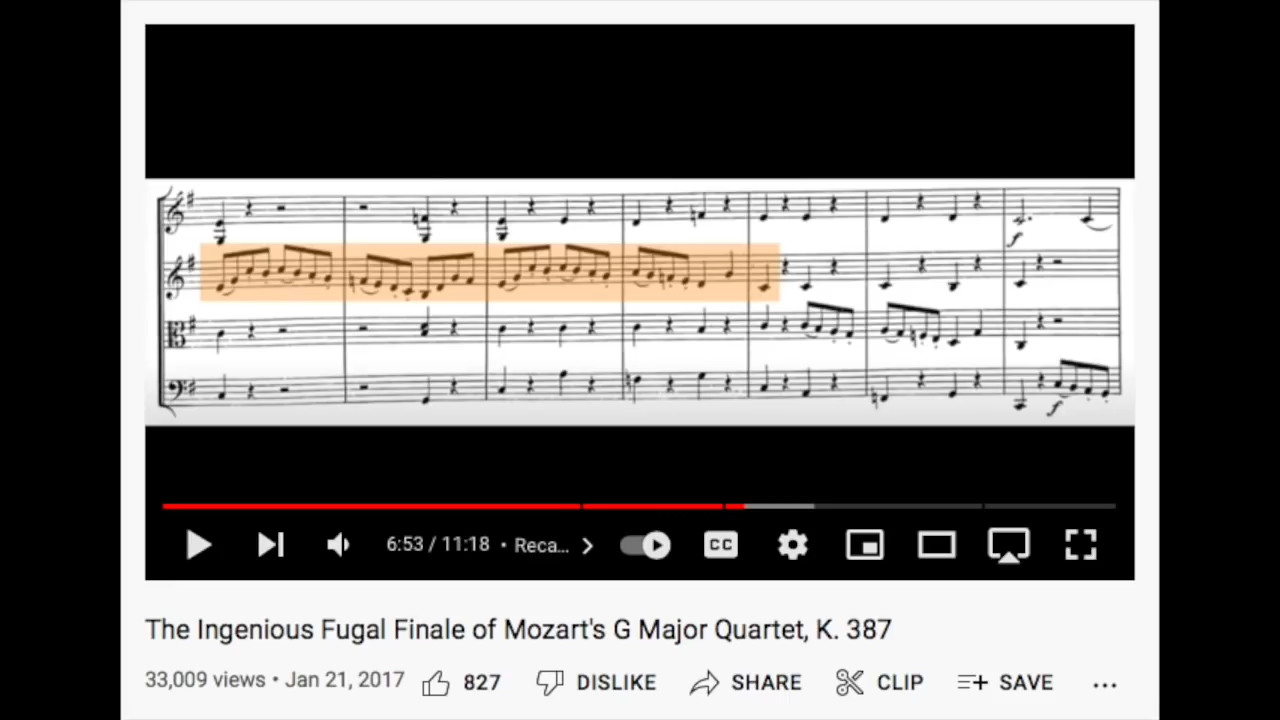 f
f
6:53 / 11:18 • Reca...
CC
The Ingenious Fugal Finale of Mozart's G Major Quartet, K. 387
33,009 views • Jan 21, 2017 827 DISLIKE SHARE CLIP SAVE ...